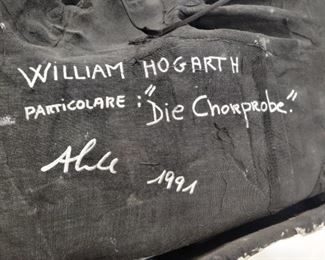 WILLIAM HOGARTH
PARTICOLARE: "Die Chorprobe".
1991